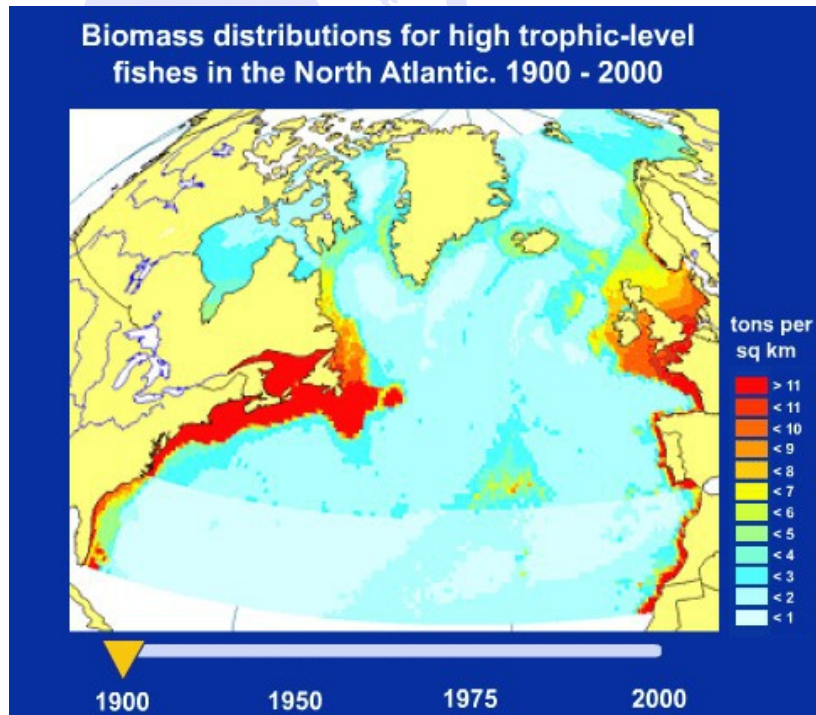 Biomass distributions for high trophic-level
fishes in the North Atlantic. 1900 - 2000
tons per
sq km
> 11
< 11
< 10
< 9
< 8
< 7
< 6
< 5
< 4
< 3
< 2
< 1
1900 1950 1975 2000